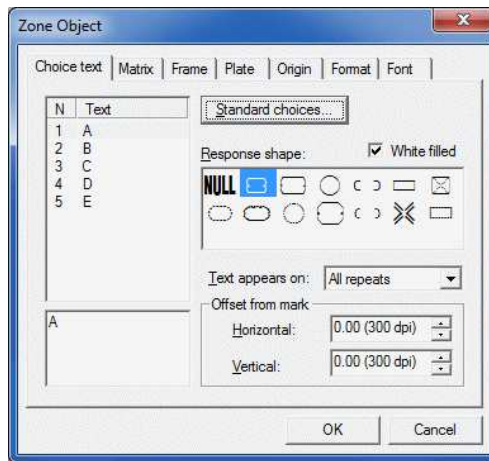 Zone Object
Choice text Matrix Frame Plate Origin Format Font
N Text
1 A
2 B
3 C
4 D
5 E
A
Standard choices...
Response shape: White filled
NULL
Text appears on: All repeats
Offset from mark
Horizontal: 0.00 (300 dpi)
Vertical: 0.00 (300 dpi)
OK Cancel